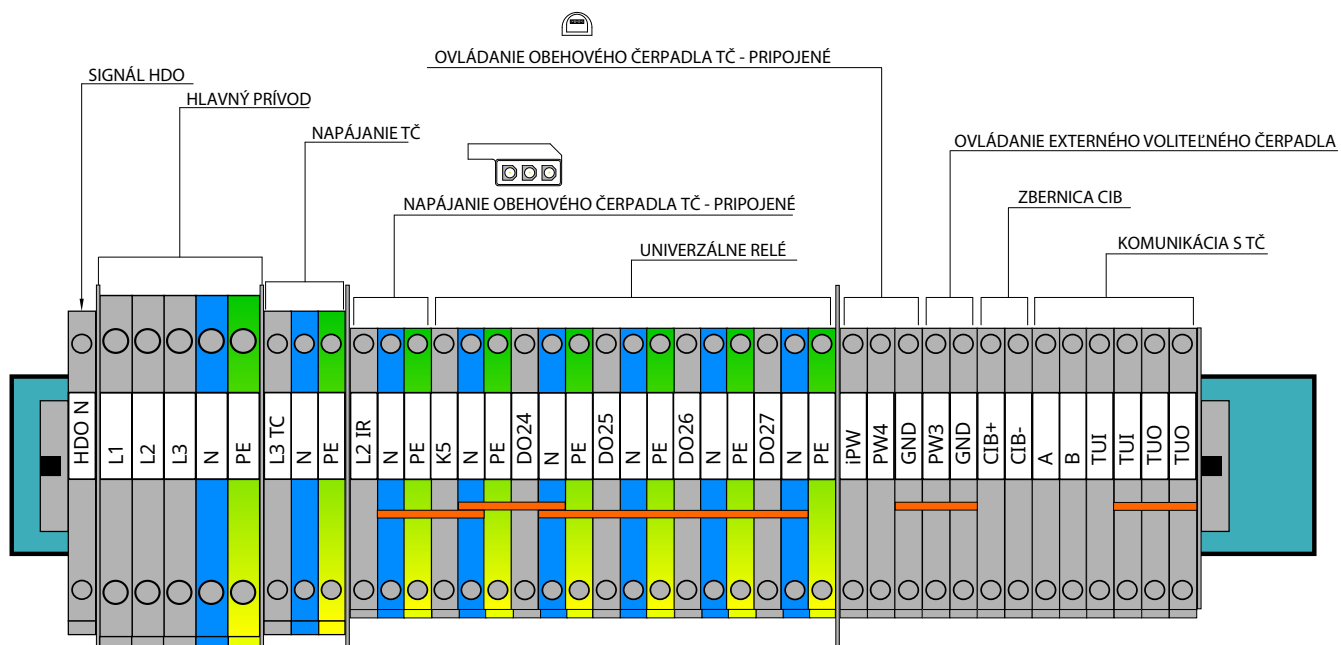 OVLÁDANIE OBEHOVÉHO ČERPADLA TČ - PRIPOJENÉ
SIGNÁL HDO
HLAVNÝ PRÍVOD
NAPÁJANIE TČ
OVLÁDANIE EXTERNÉHO VOLITEĽNÉHO ČERPADLA
NAPÁJANIE OBEHOVÉHO ČERPADLA TČ - PRIPOJENÉ
ZBERNICA CIB
UNIVERZÁLNE RELÉ
KOMUNIKÁCIA S TČ
HDO N
L1
L2
L3
N
PE
L3 TC
N
PE
L2 IR
N
PE
K5
N
PE
DO24
N
PE
DO25
N
PE
DO26
N
PE
DO27
N
PE
iPW
PW4
GND
PW3
GND
CIB+
CIB-
A
B
TUI
TUI
TUO
TUO